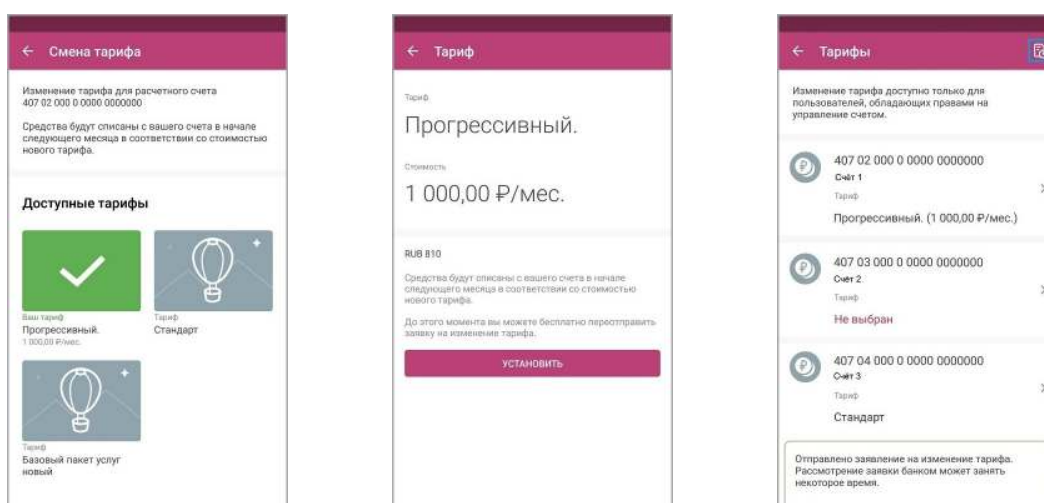 Смена тарифа
Изменение тарифа для расчетного счета
407 02 000 0 0000 0000000
Средства будут списаны с вашего счета в начале
следующего месяца в соответствии со стоимостью
нового тарифа.
Доступные тарифы
Ваш тариф
Прогрессивный.
1 000,00 ₽/мес.
Тариф
Стандарт
Тариф
Базовый пакет услуг
новый
Тариф
Тариф
Прогрессивный.
Стоимость
1 000,00 ₽/мес.
RUB 810
Средства будут списаны с вашего счета в начале
следующего месяца в соответствии со стоимостью
нового тарифа.
До этого момента вы можете бесплатно переотправить
заявку на изменение тарифа.
УСТАНОВИТЬ
Тарифы
Изменение тарифа доступно только для
пользователей, обладающих правами на
управление счетом.
407 02 000 0 0000 0000000
Счёт 1
Тариф
Прогрессивный. (1 000,00 ₽/мес.)
407 03 000 0 0000 0000000
Счёт 2
Тариф
Не выбран
407 04 000 0 0000 0000000
Счёт 3
Тариф
Стандарт
Отправлено заявление на изменение тарифа.
Рассмотрение заявки банком может занять
некоторое время.